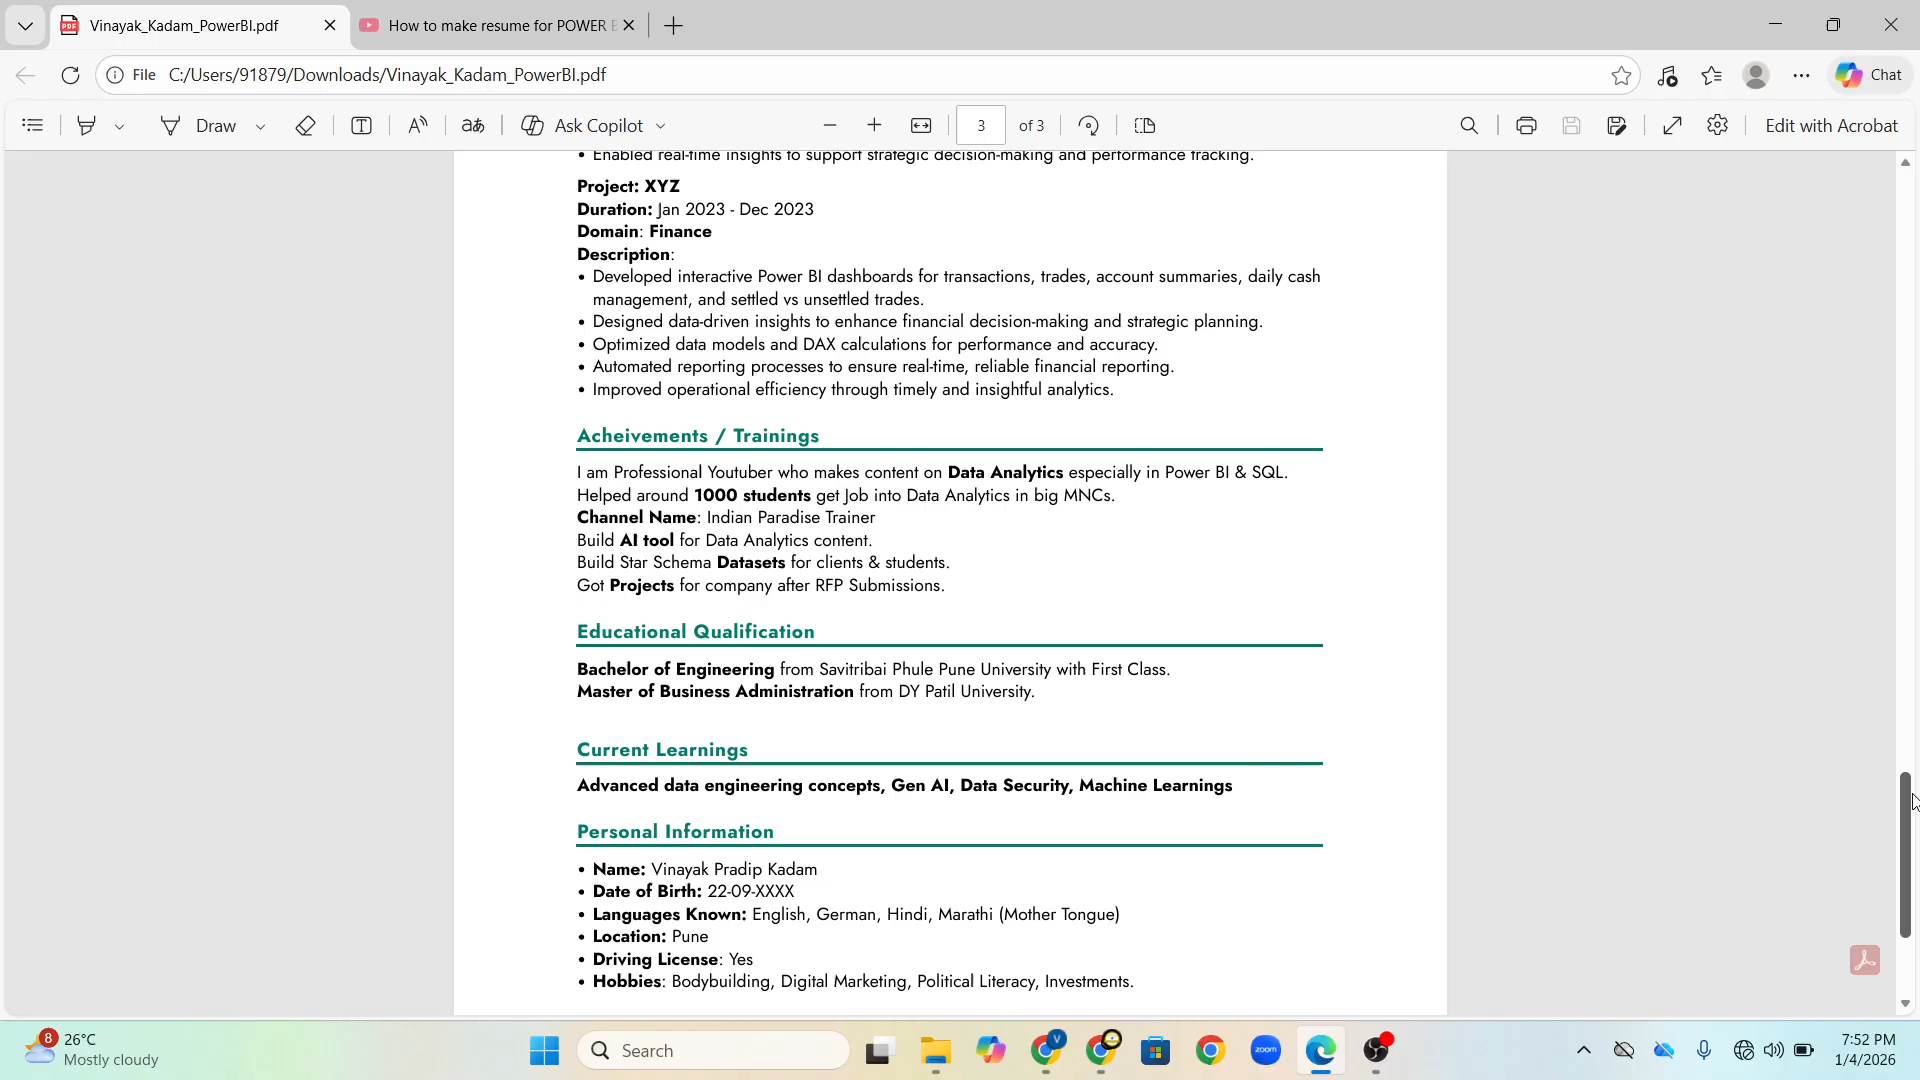 Vinayak_Kadam_PowerBI.pdf
How to make resume for POWER B
File C:/Users/91879/Downloads/Vinayak_Kadam_PowerBI.pdf
Chat
Draw
aあ
Ask Copilot
3 of 3
Edit with Acrobat
• Enabled real-time insights to support strategic decision-making and performance tracking.
Project: XYZ
Duration: Jan 2023 - Dec 2023
Domain: Finance
Description:
• Developed interactive Power BI dashboards for transactions, trades, account summaries, daily cash
management, and settled vs unsettled trades.
• Designed data-driven insights to enhance financial decision-making and strategic planning.
• Optimized data models and DAX calculations for performance and accuracy.
• Automated reporting processes to ensure real-time, reliable financial reporting.
• Improved operational efficiency through timely and insightful analytics.
Acheivements / Trainings
I am Professional Youtuber who makes content on Data Analytics especially in Power BI & SQL.
Helped around 1000 students get Job into Data Analytics in big MNCs.
Channel Name: Indian Paradise Trainer
Build AI tool for Data Analytics content.
Build Star Schema Datasets for clients & students.
Got Projects for company after RFP Submissions.
Educational Qualification
Bachelor of Engineering from Savitribai Phule Pune University with First Class.
Master of Business Administration from DY Patil University.
Current Learnings
Advanced data engineering concepts, Gen AI, Data Security, Machine Learnings
Personal Information
• Name: Vinayak Pradip Kadam
• Date of Birth: 22-09-XXXX
• Languages Known: English, German, Hindi, Marathi (Mother Tongue)
• Location: Pune
• Driving License: Yes
• Hobbies: Bodybuilding, Digital Marketing, Political Literacy, Investments.
8
26°C
Mostly cloudy
Search
V
zoom
7:52 PM
1/4/2026